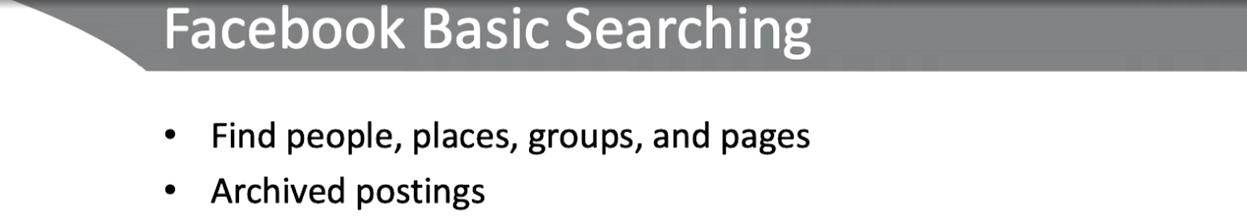 Facebook Basic Searching
• Find people, places, groups, and pages
• Archived postings